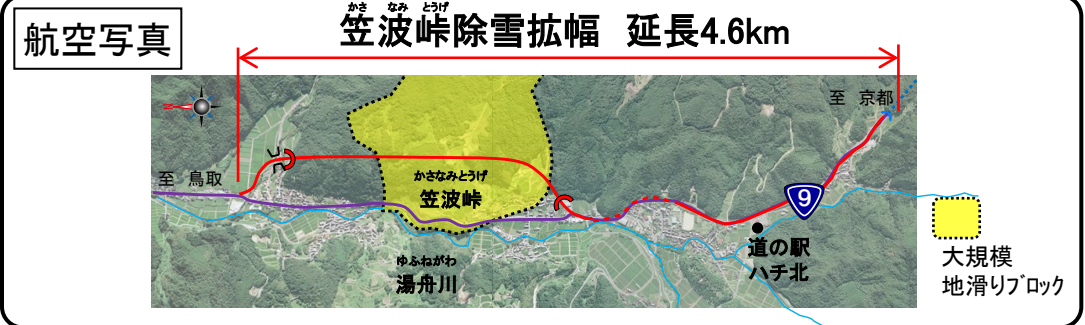 航空写真
かさ なみ とうげ
笠波峠除雪拡幅 延長4.6km
至 京都
至 鳥取
かさなみとうげ
笠波峠
9
道の駅
ハチ北
ゆふねがわ
湯舟川
大規模
地滑りブロック